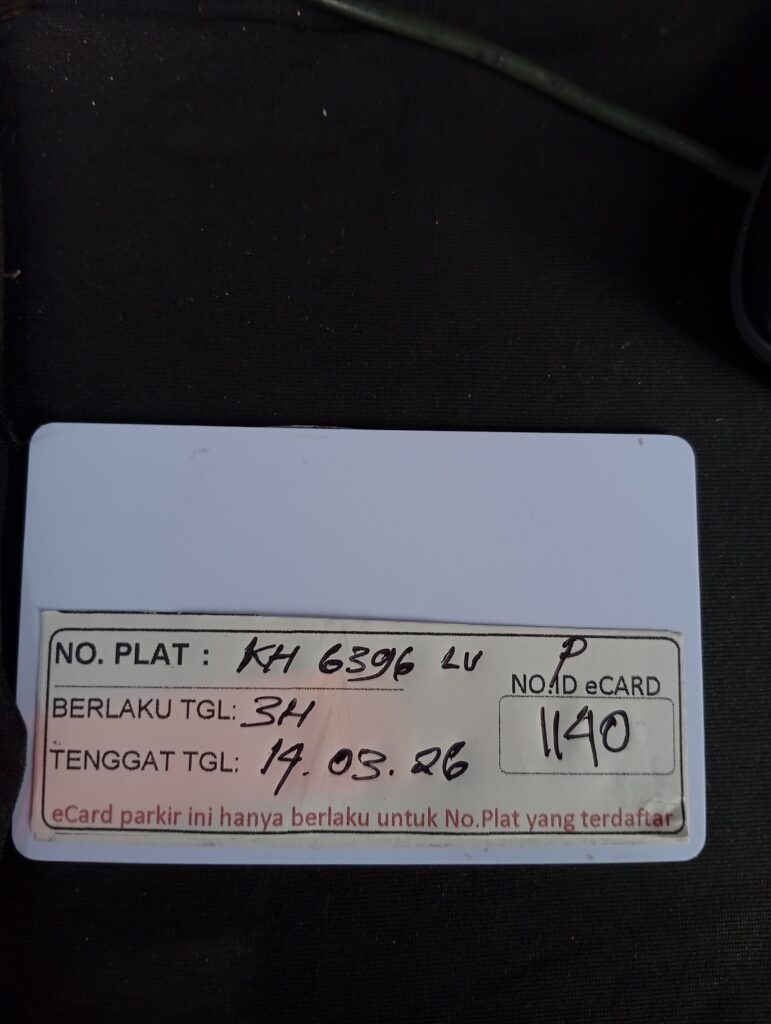 NO. PLAT : KH 6396 LU
P
NO.ID eCARD
1140
BERLAKU TGL: 3H
TENGGAT TGL: 14.03.26
eCard parkir ini hanya berlaku untuk No.Plat yang terdaftar